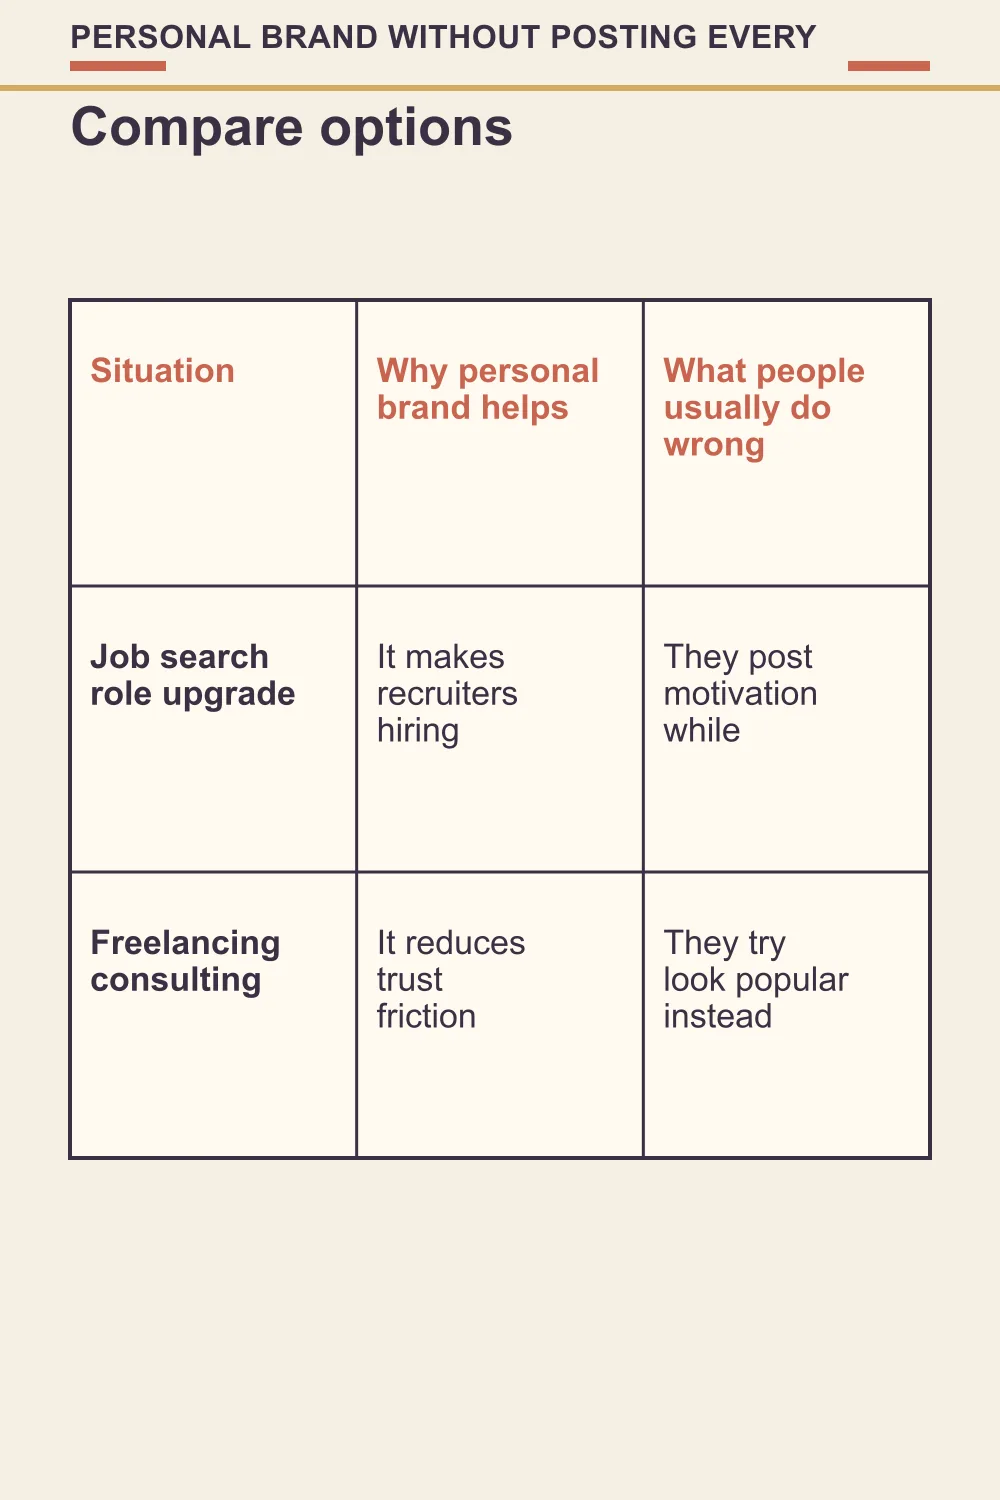 PERSONAL BRAND WITHOUT POSTING EVERY
Compare options
Situation
Why personal
brand helps
What people
usually do
wrong
Job search
role upgrade
It makes
recruiters
hiring
They post
motivation
while
Freelancing
consulting
It reduces
trust
friction
They try
look popular
instead